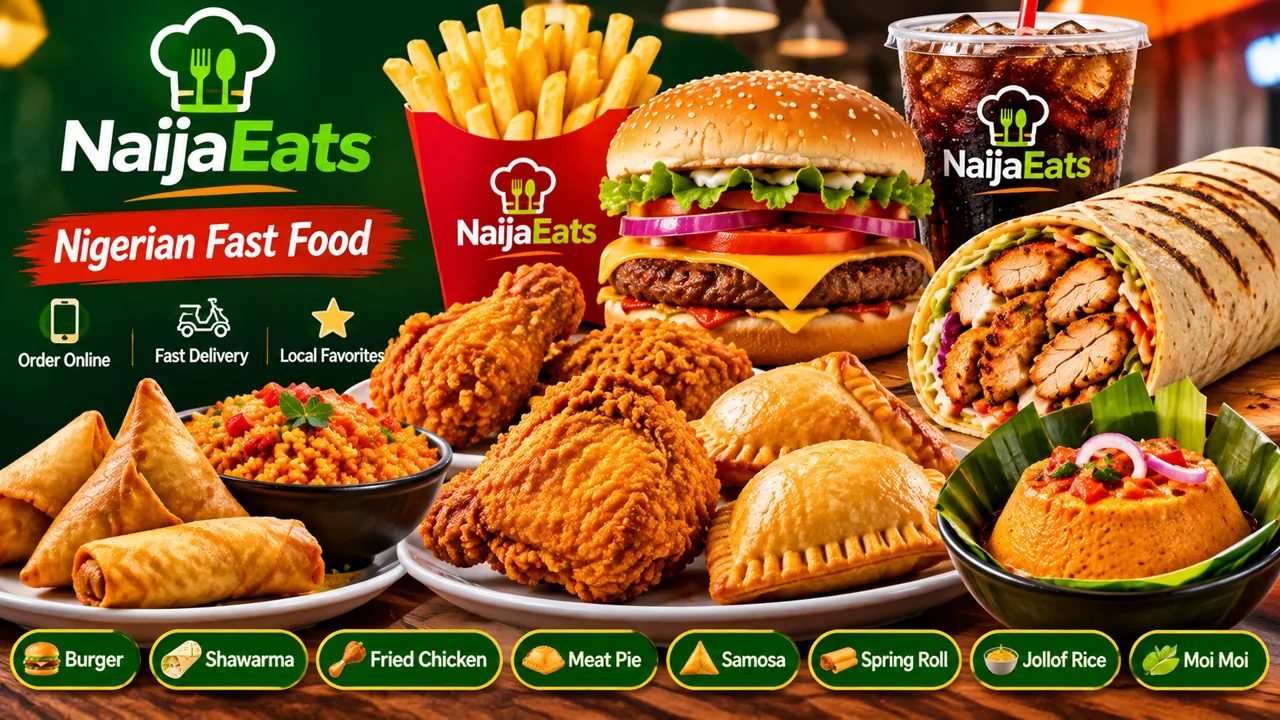 NaijaEats
Nigerian Fast Food
Order Online
Fast Delivery
Local Favorites
NaijaEats
NaijaEats
Burger
Shawarma
Fried Chicken
Meat Pie
Samosa
Spring Roll
Jollof Rice
Moi Moi